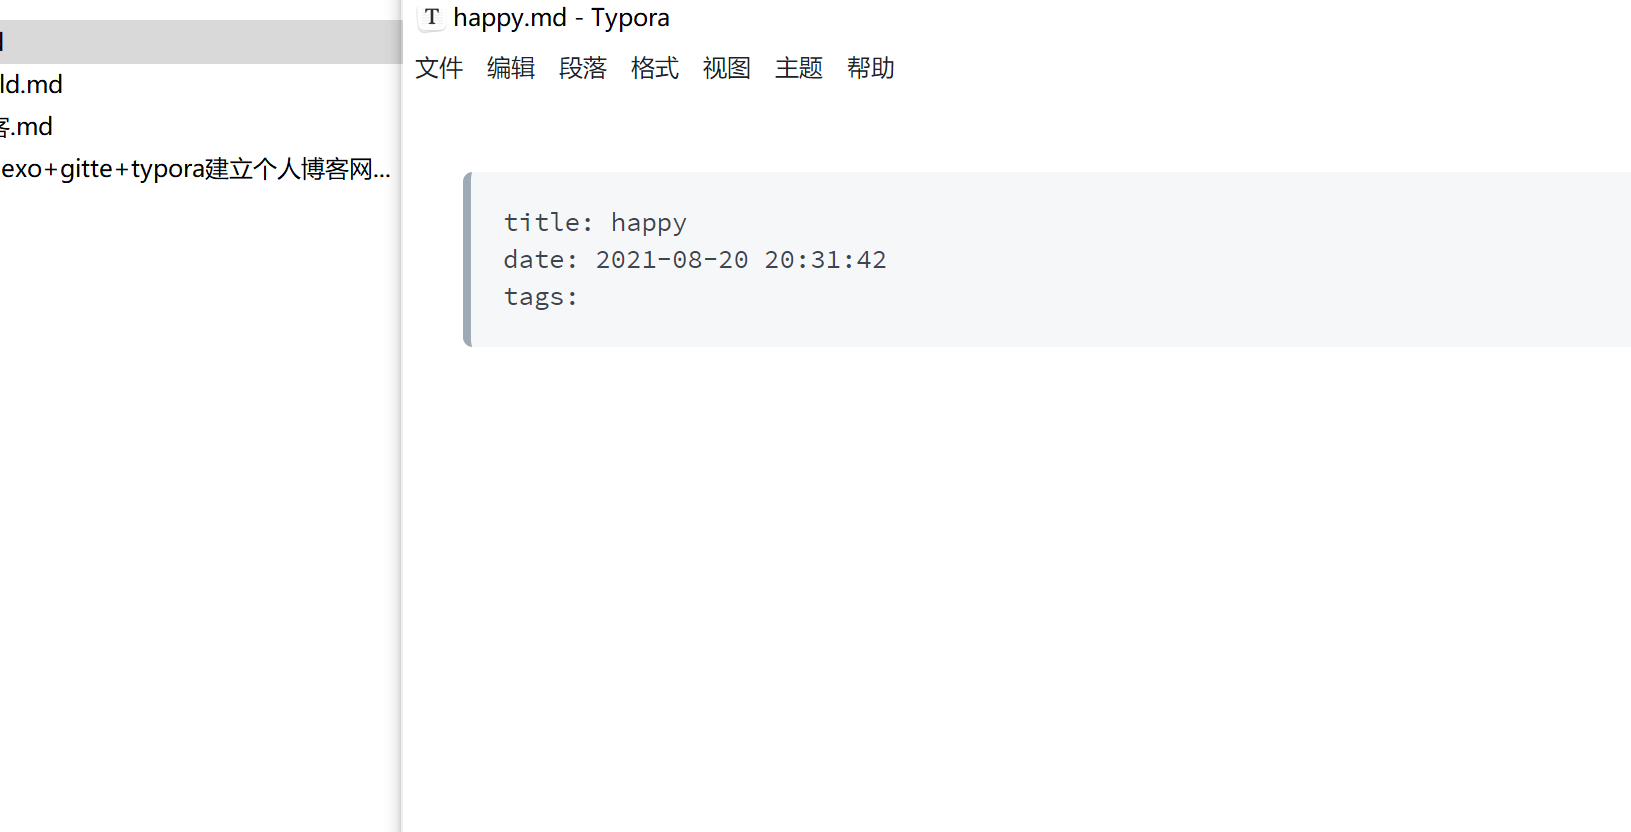 ld.md
客.md
exo+gitte+typora建立个人博客网...
T happy.md - Typora
文件 编辑 段落 格式 视图 主题 帮助
title: happy
date: 2021-08-20 20:31:42
tags: